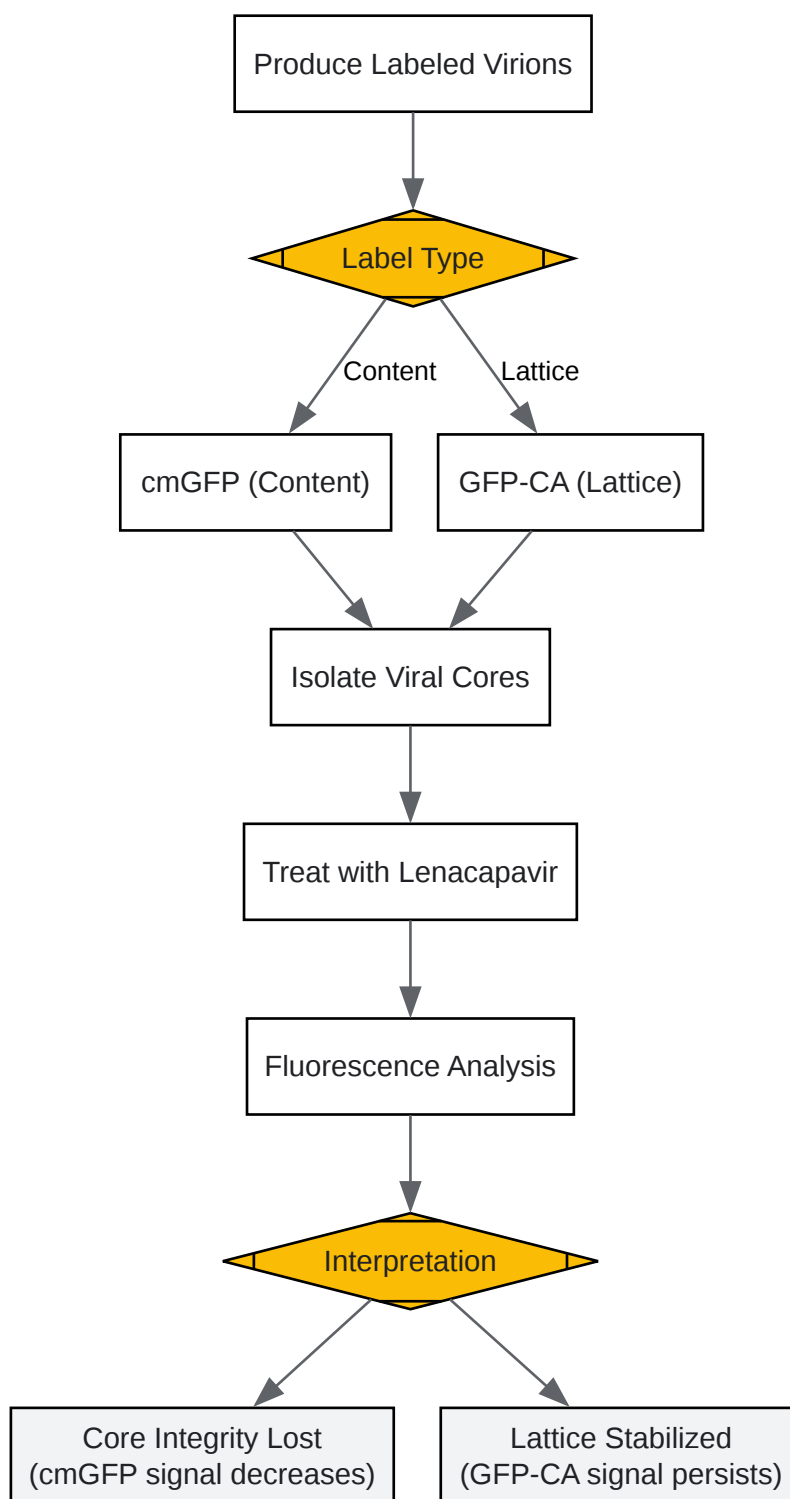 Produce Labeled Virions
Label Type
Content
Lattice
cmGFP (Content)
GFP-CA (Lattice)
Isolate Viral Cores
Treat with Lenacapavir
Fluorescence Analysis
Interpretation
Core Integrity Lost
(cmGFP signal decreases)
Lattice Stabilized
(GFP-CA signal persists)